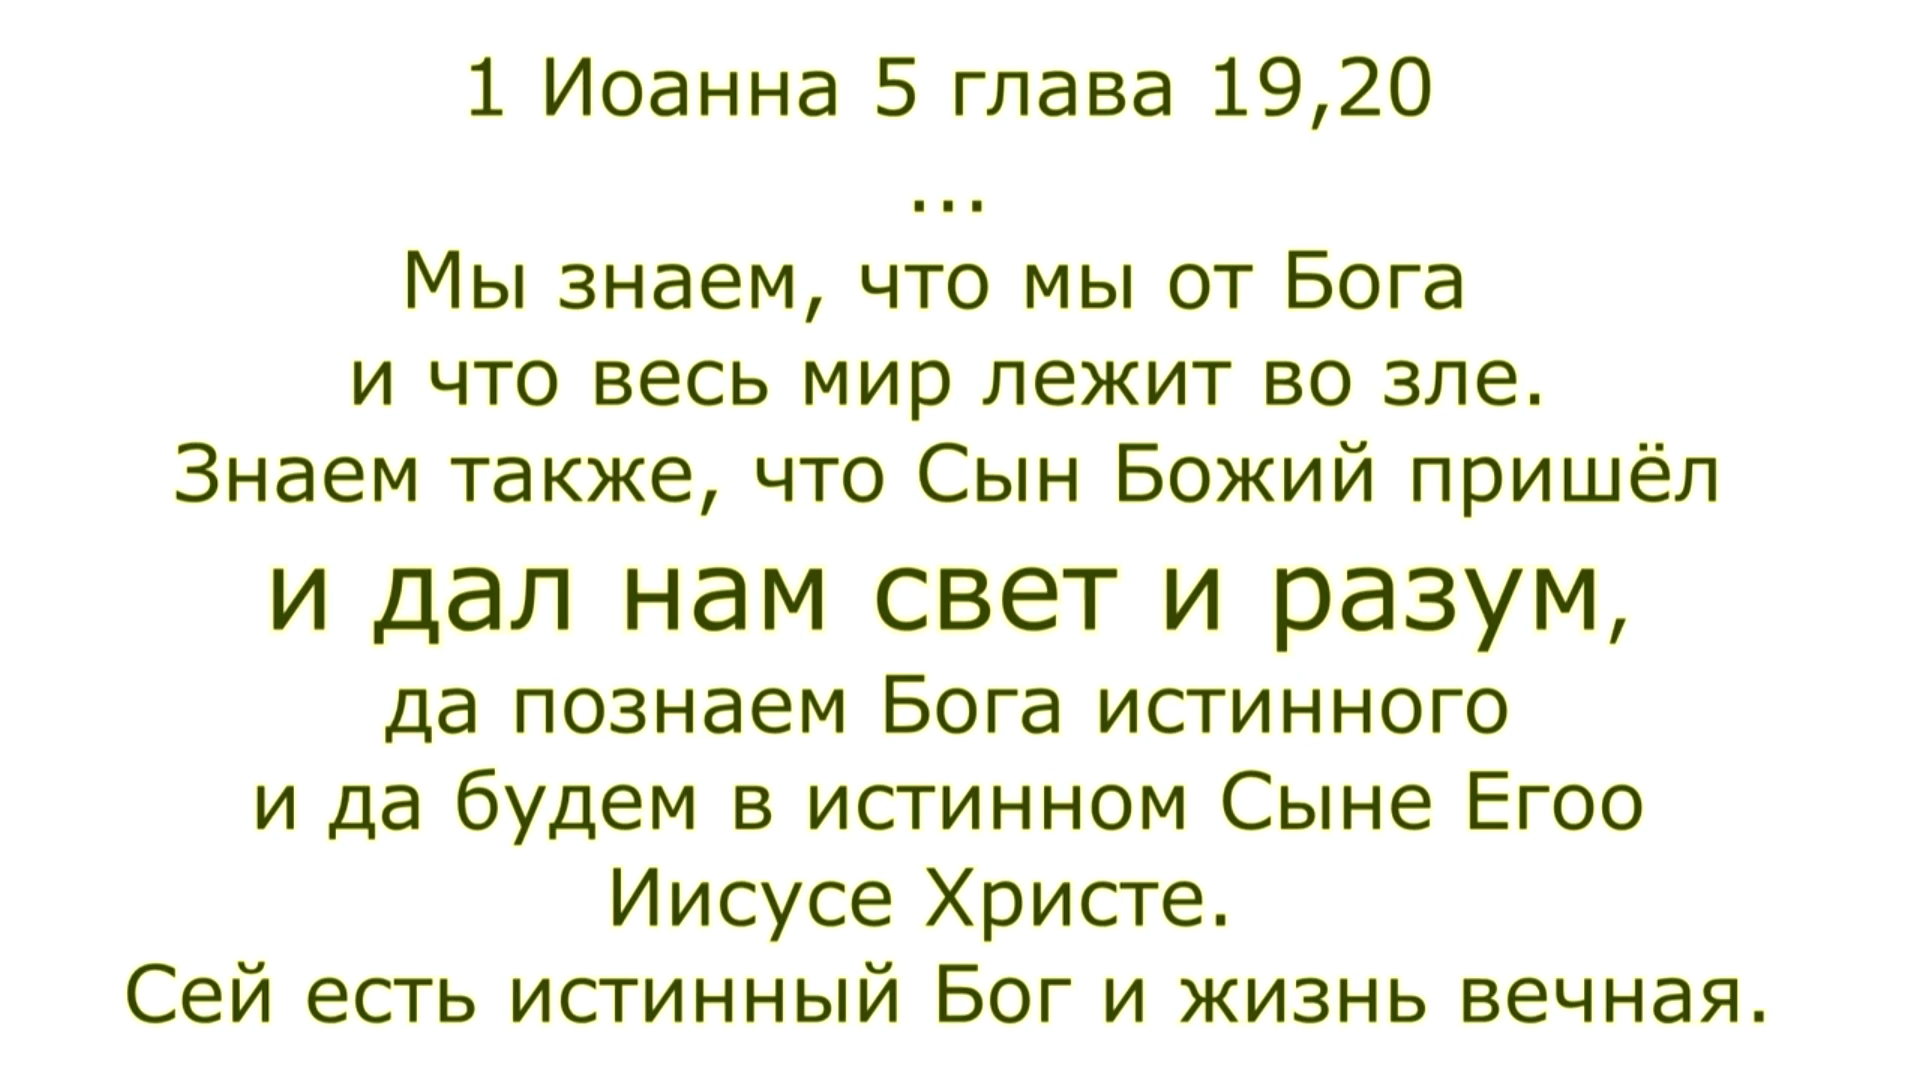 1 Иоанна 5 глава 19,20
...
Мы знаем, что мы от Бога
и что весь мир лежит во зле.
Знаем также, что Сын Божий пришёл
и дал нам свет и разум,
да познаем Бога истинного
и да будем в истинном Сыне Егоо
Иисусе Христе.
Сей есть истинный Бог и жизнь вечная.